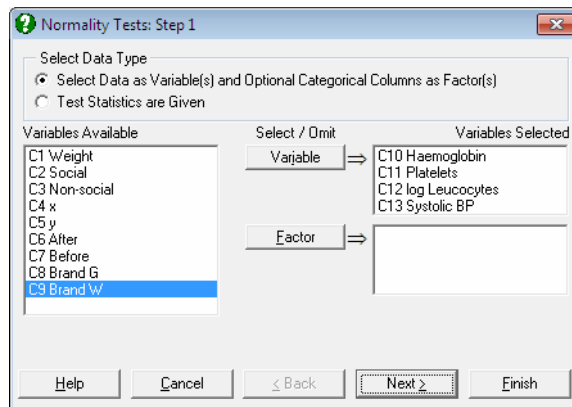 Normality Tests: Step 1
Select Data Type
Select Data as Variable(s) and Optional Categorical Columns as Factor(s)
Test Statistics are Given
Variables Available
Select / Omit
Variables Selected
C1 Weight
C2 Social
C3 Non-social
C4 x
C5 y
C6 After
C7 Before
C8 Brand G
C9 Brand W
Variable
C10 Haemoglobin
C11 Platelets
C12 log Leucocytes
C13 Systolic BP
Factor
Help
Cancel
< Back
Next >
Finish